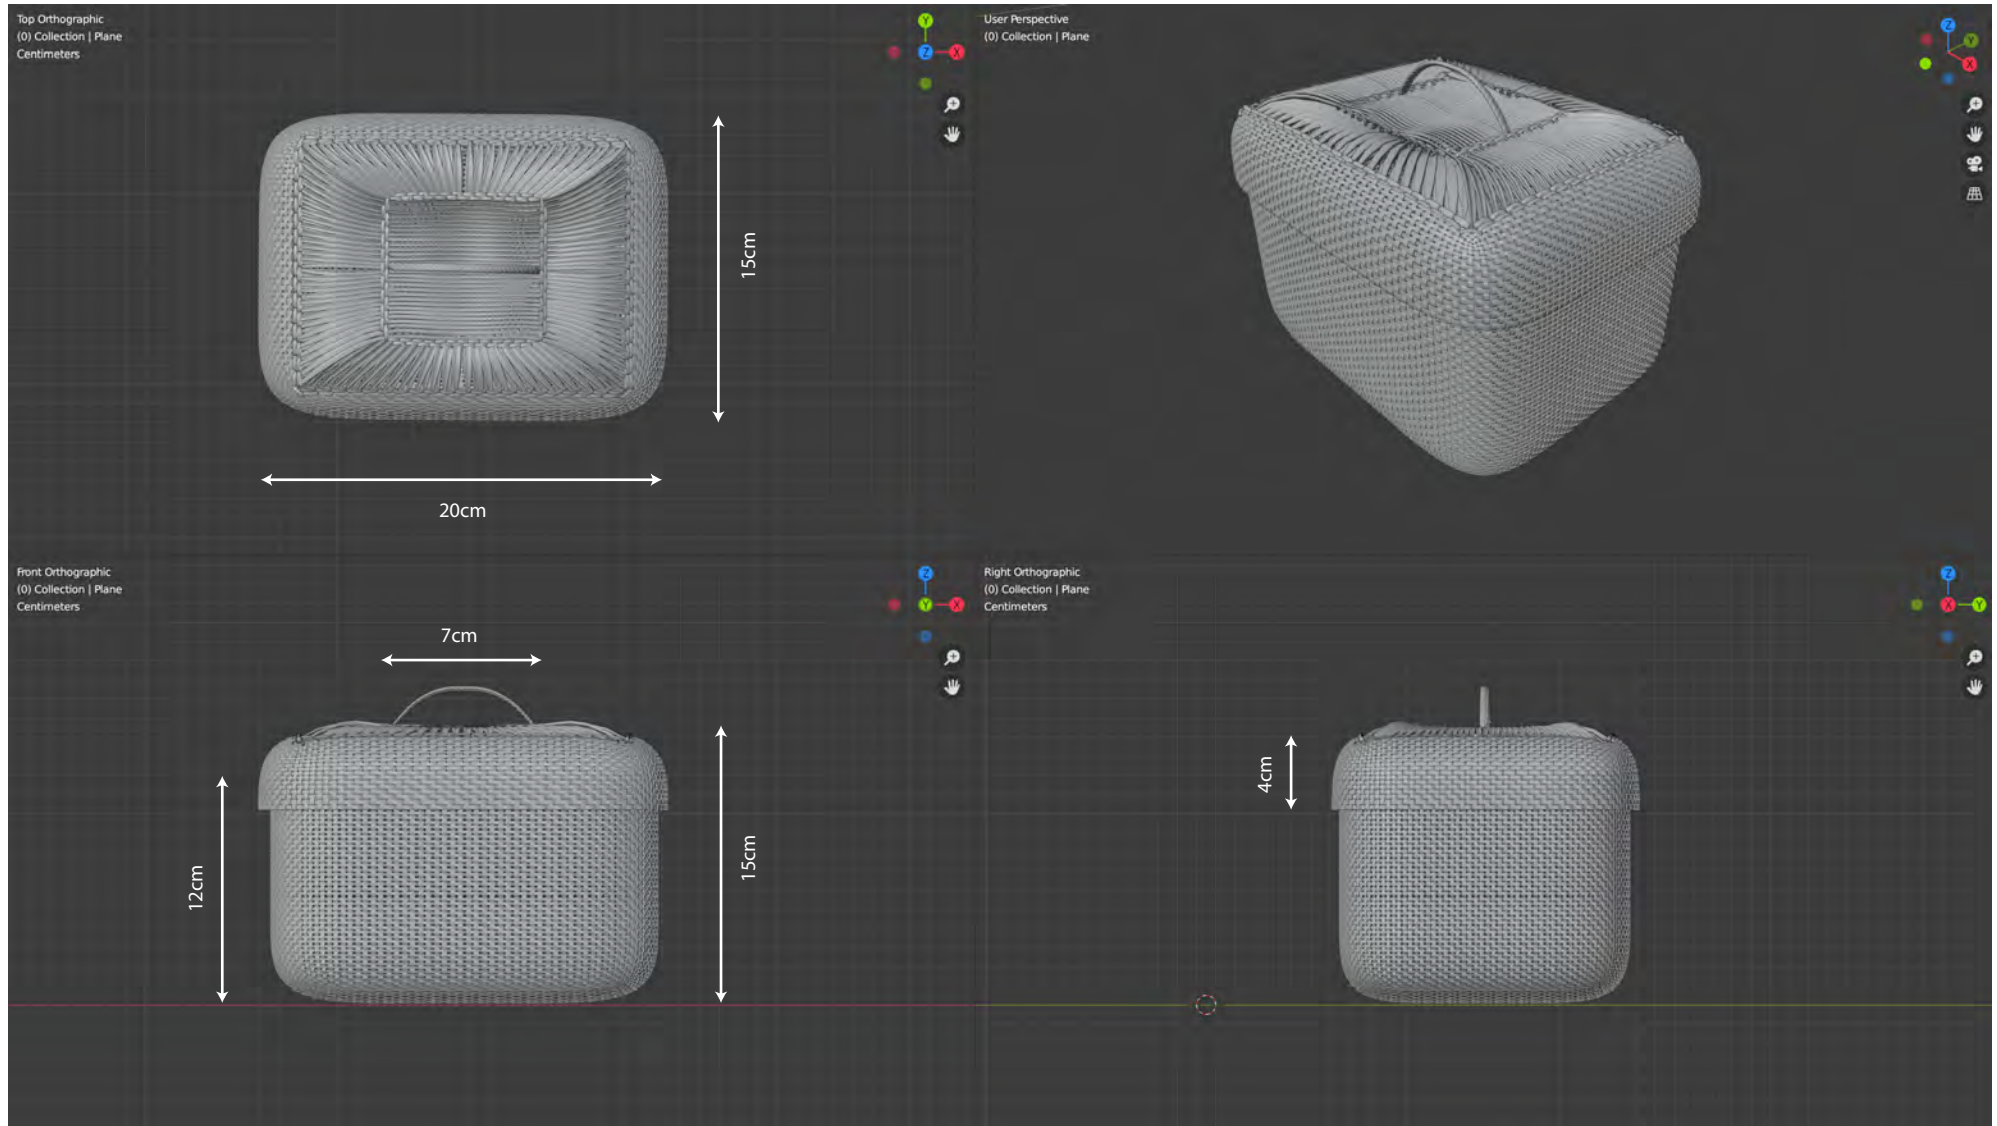 Top Orthographic
(0) Collection | Plane
Centimeters
Y
Z
X
15cm
20cm
User Perspective
(0) Collection | Plane
Z
Y
X
Front Orthographic
(0) Collection | Plane
Centimeters
Z
Y
X
7cm
12cm
15cm
Right Orthographic
(0) Collection | Plane
Centimeters
Z
X
Y
4cm